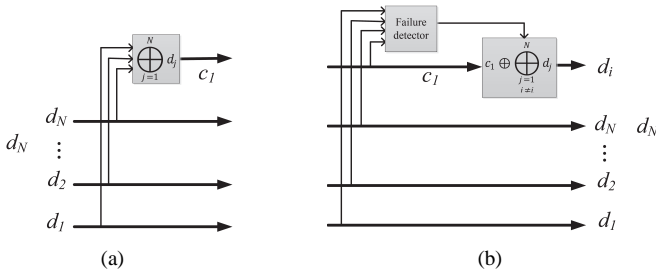 N
⊕ d_j
j=1
c_1
d_N
d_N
⋮
d_2
d_1
(a)
Failure
detector
c_1
N
c_1 ⊕ ⊕ d_j
j=1
i≠i
d_i
d_N
d_N
⋮
d_2
d_1
(b)